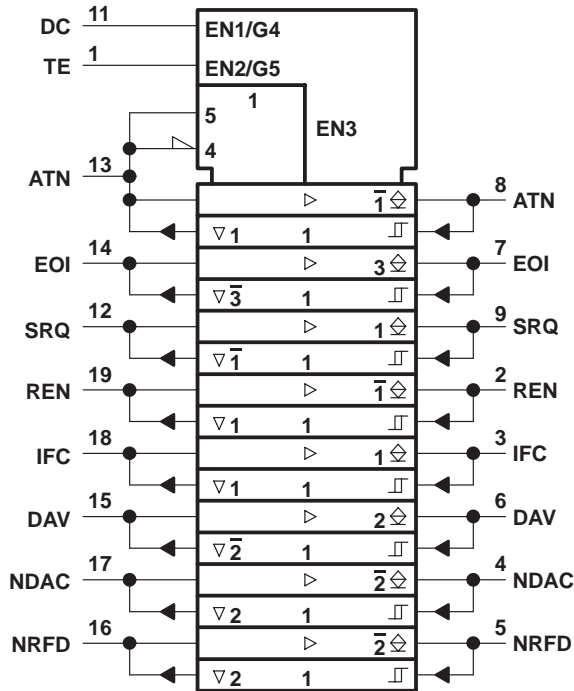 DC 11 EN1/G4
TE 1 EN2/G5
1
5 EN3
4
ATN 13 1̅ 8 ATN
▽ 1 1
EOI 14 3 7 EOI
▽ 3̅ 1
SRQ 12 1 9 SRQ
▽ 1̅ 1
REN 19 1̅ 2 REN
▽ 1 1
IFC 18 1 3 IFC
▽ 1 1
DAV 15 2 6 DAV
▽ 2̅ 1
NDAC 17 2̅ 4 NDAC
▽ 2 1
NRFD 16 2̅ 5 NRFD
▽ 2 1